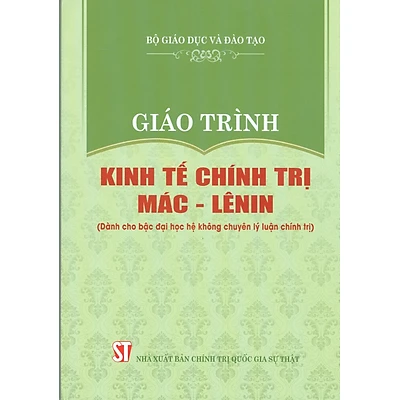 BỘ GIÁO DỤC VÀ ĐÀO TẠO
GIÁO TRÌNH
KINH TẾ CHÍNH TRỊ
MÁC - LÊNIN
(Dành cho bậc đại học hệ không chuyên lý luận chính trị)
ST NHÀ XUẤT BẢN CHÍNH TRỊ QUỐC GIA SỰ THẬT